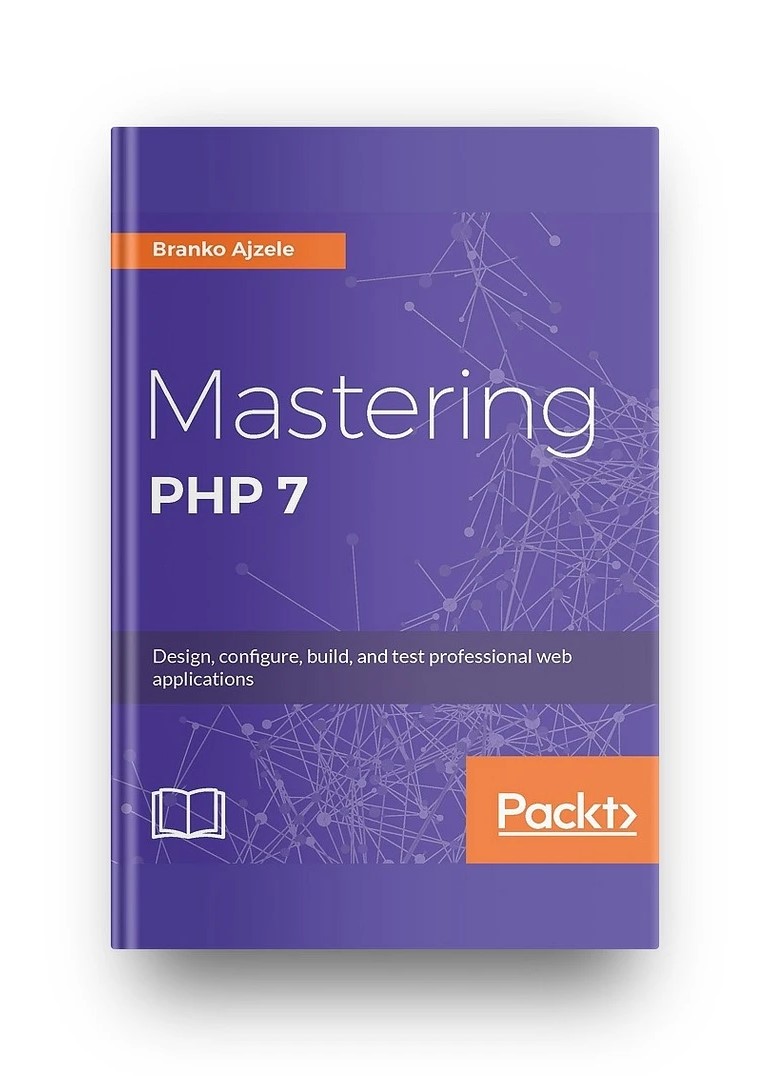 Branko Ajzele
Mastering
PHP 7
Design, configure, build, and test professional web
applications
Packt>